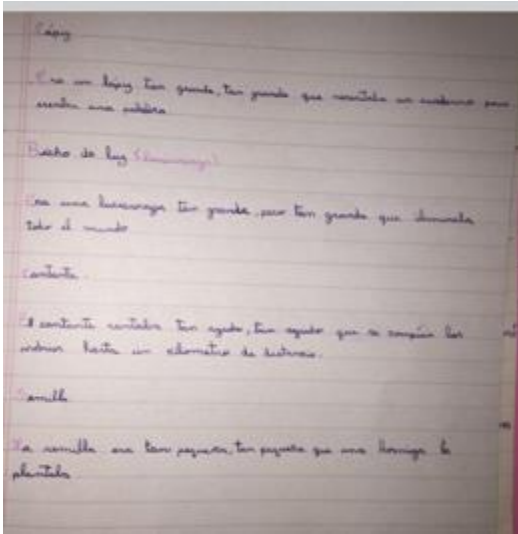 Lápiz
Era un lápiz tan grande, tan grande que necesitaba un cuaderno para
escribir una palabra
Bicho de luz (luciernaga)
Era una luciernaga tan grande, pero tan grande que iluminaba
todo el mundo
Cantante
El cantante cantaba tan agudo, tan agudo que se rompían los
vidrios hasta un kilometro de distancia.
Semilla
La semilla era tan pequeña, tan pequeña que una hormiga la
plantaba